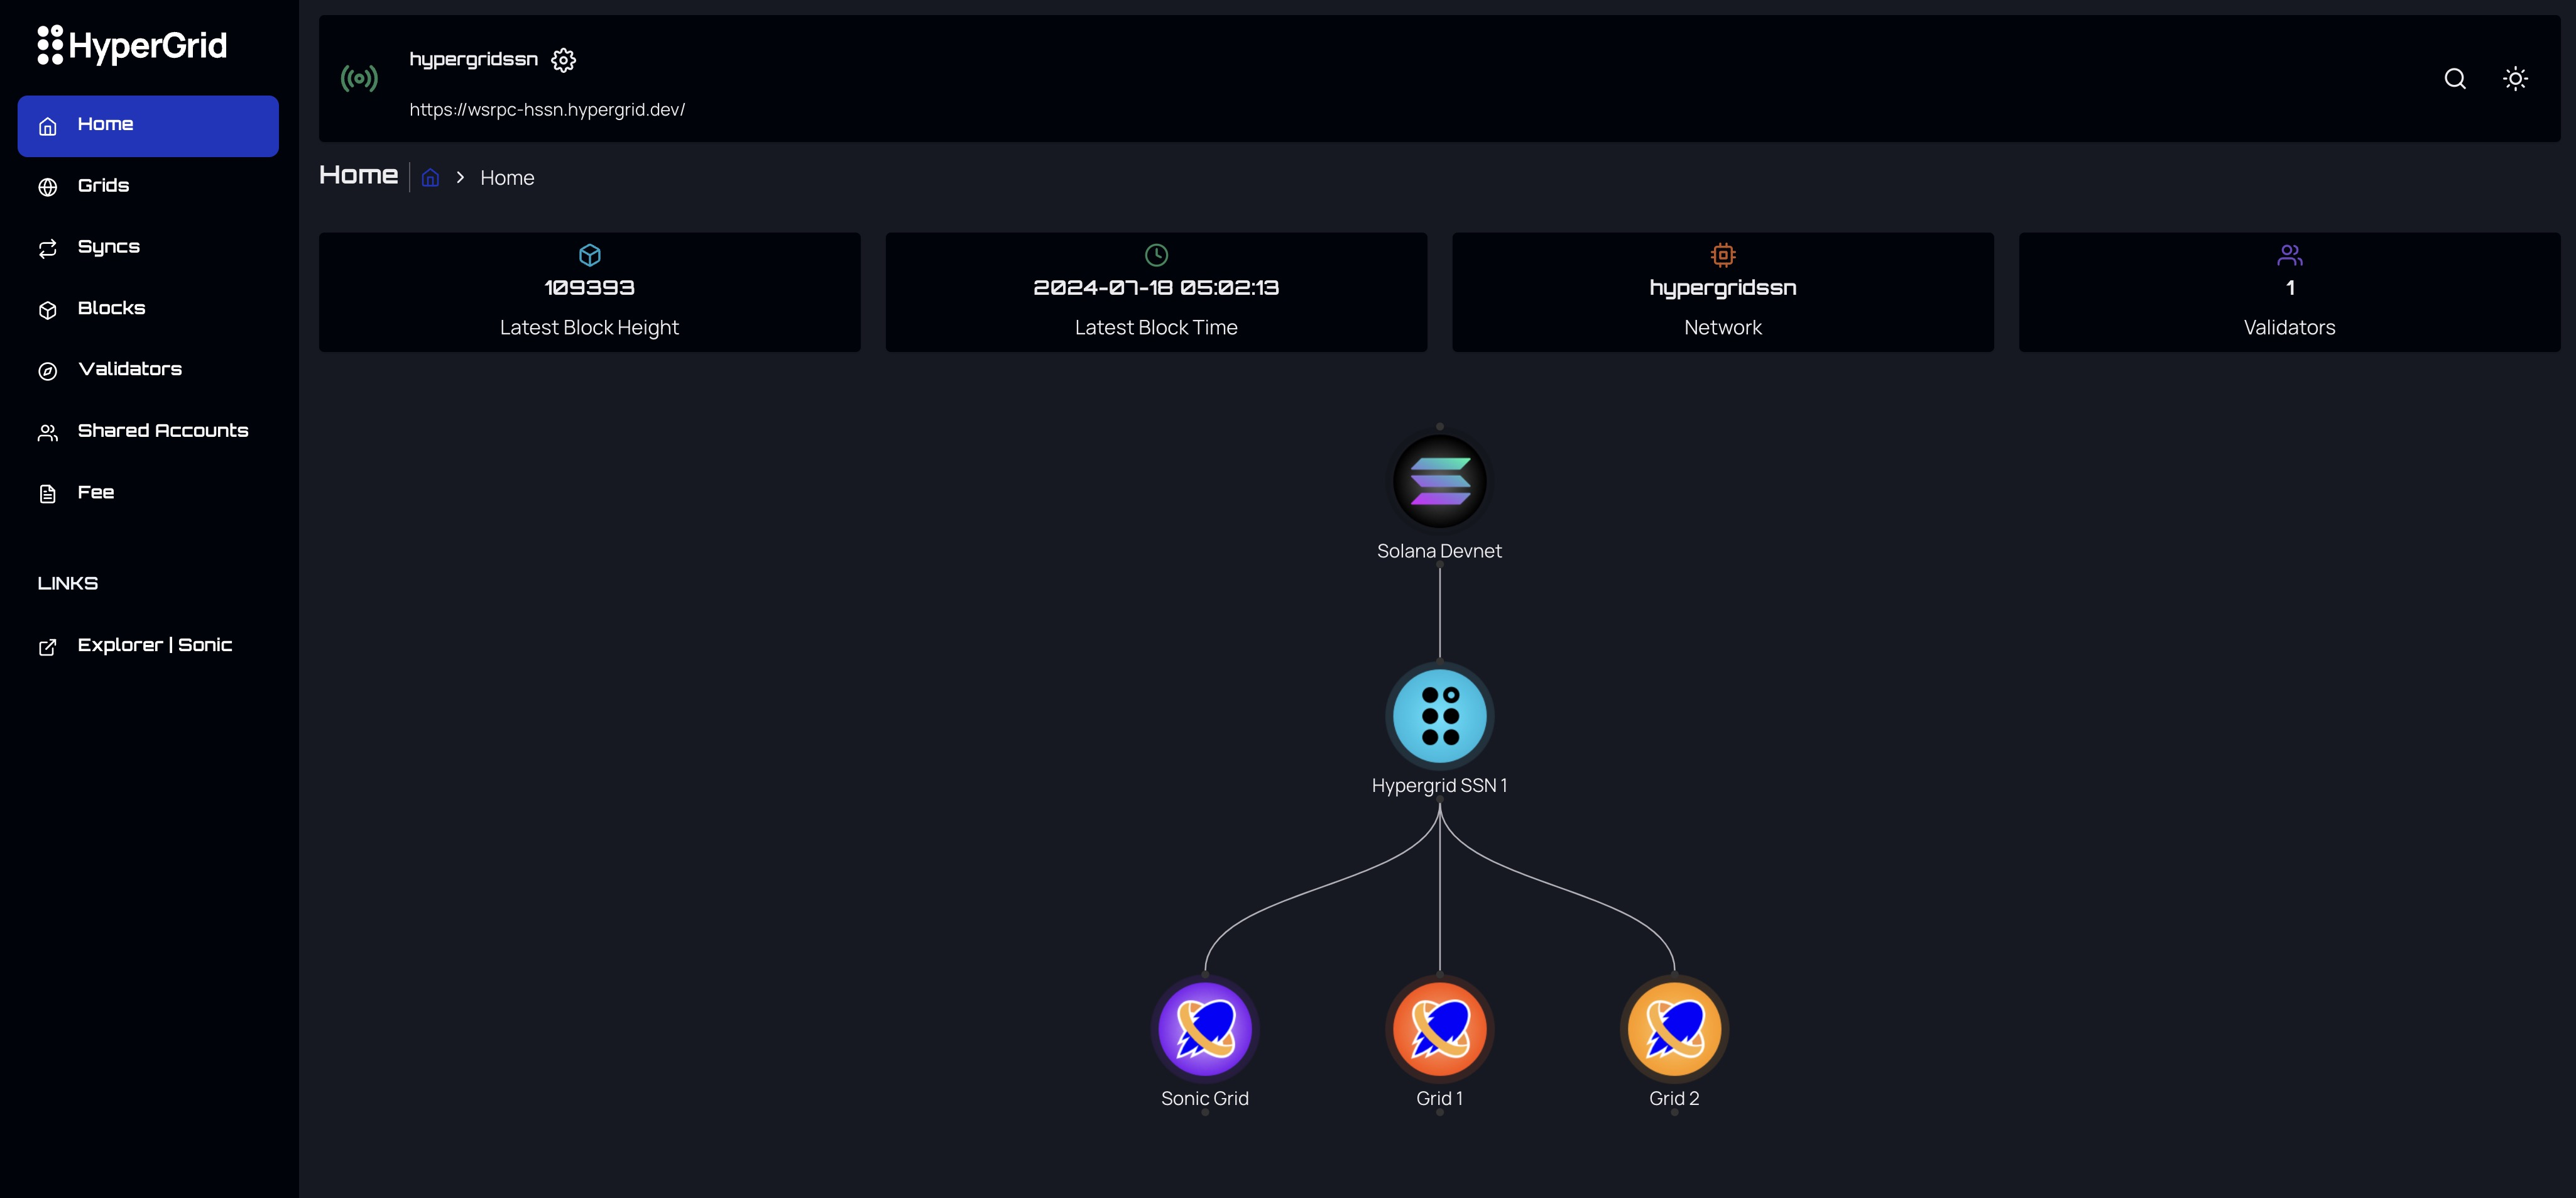 HyperGrid
Home
Grids
Syncs
Blocks
Validators
Shared Accounts
Fee
LINKS
Explorer | Sonic
hypergridssn
https://wsrpc-hssn.hypergrid.dev/
Home
Home
109393
Latest Block Height
2024-07-18 05:02:13
Latest Block Time
hypergridssn
Network
1
Validators
Solana Devnet
Hypergrid SSN 1
Sonic Grid
Grid 1
Grid 2